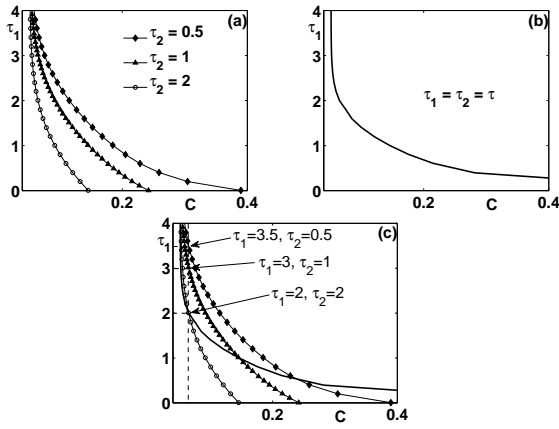 (a)
τ1
4
3
2
1
0
0.2
C
0.4
τ2 = 0.5
τ2 = 1
τ2 = 2
(b)
τ1
4
3
2
1
0
0.2
C
0.4
τ1 = τ2 = τ
(c)
τ1
4
3
2
1
0
0.2
C
0.4
τ1=3.5, τ2=0.5
τ1=3, τ2=1
τ1=2, τ2=2